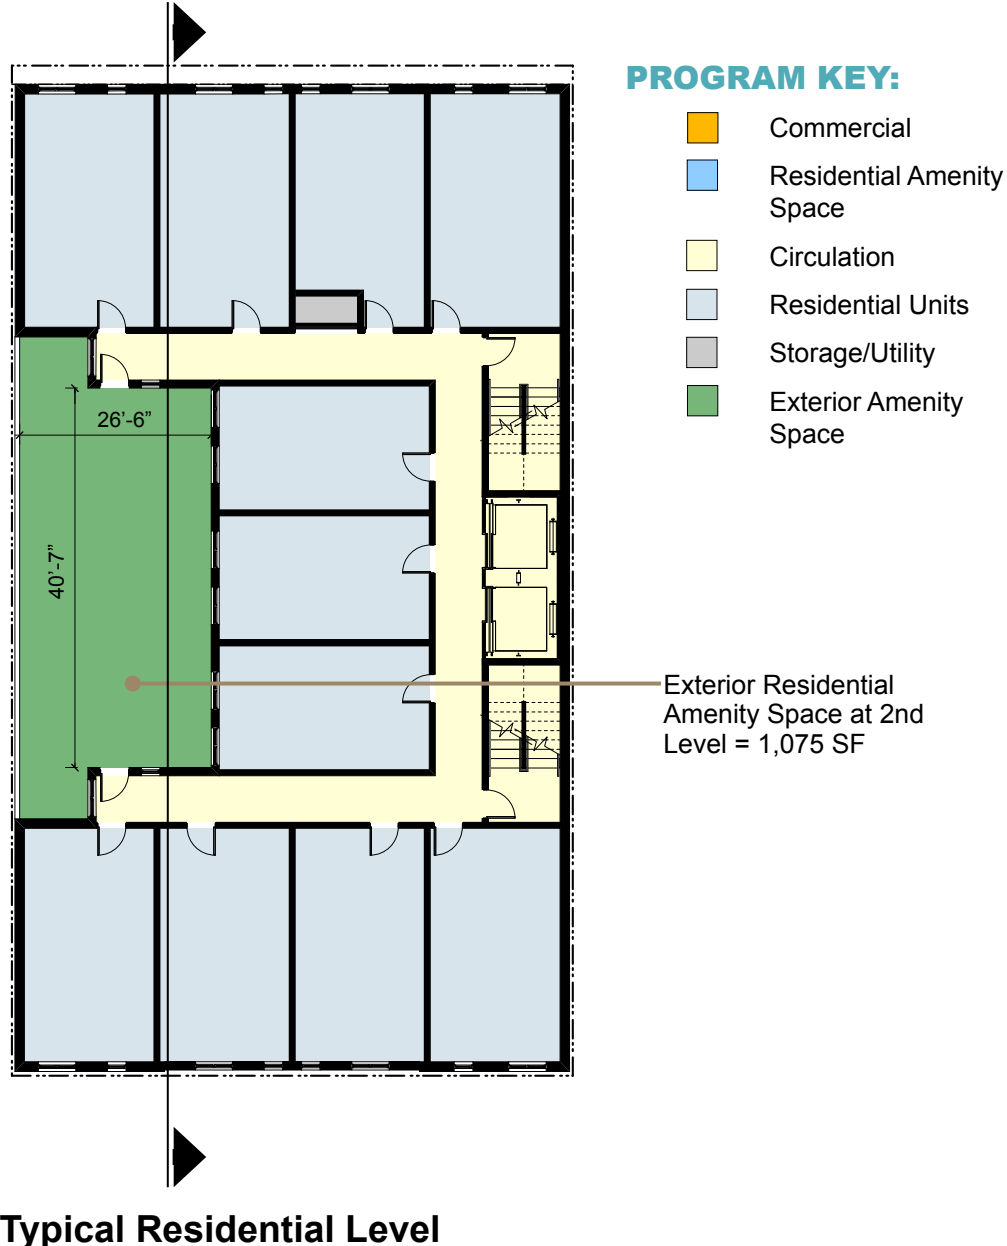 PROGRAM KEY:
Commercial
Residential Amenity
Space
Circulation
Residential Units
Storage/Utility
Exterior Amenity
Space
26’-6”
40’-7”
Exterior Residential
Amenity Space at 2nd
Level = 1,075 SF
Typical Residential Level